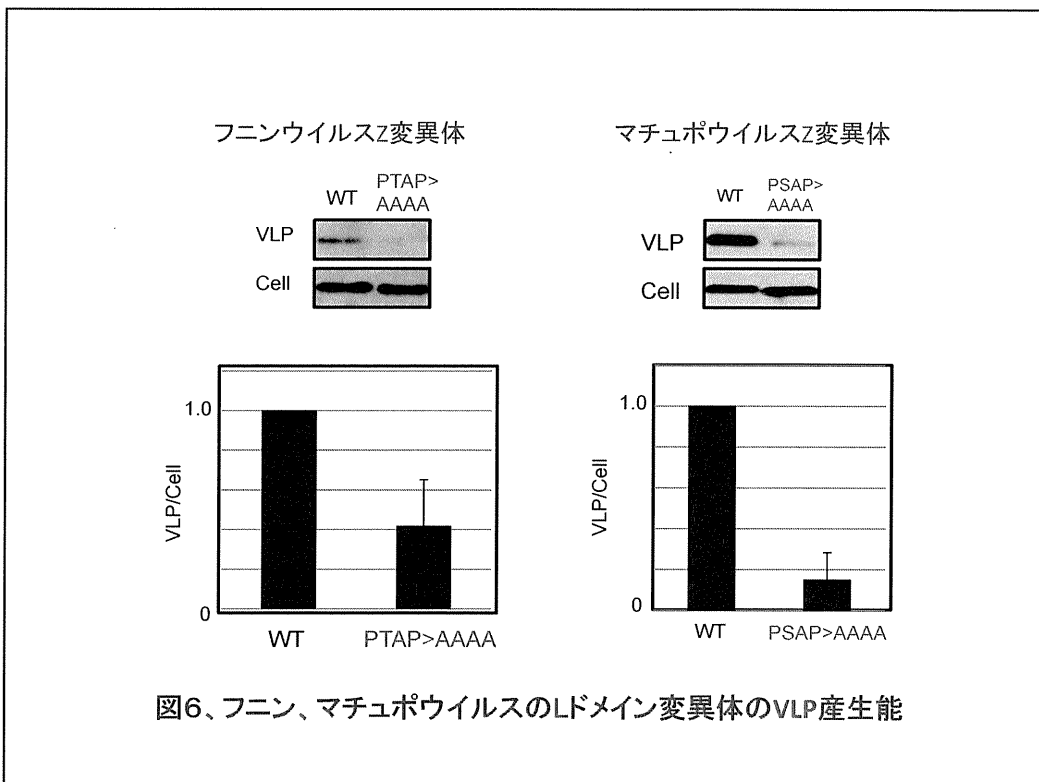 フニンウイルスZ変異体
WT
PTAP>
AAAA
VLP
Cell
1.0
VLP/Cell
0
WT
PTAP>AAAA
マチュポウイルスZ変異体
WT
PSAP>
AAAA
VLP
Cell
1.0
VLP/Cell
0
WT
PSAP>AAAA
図6、フニン、マチュポウイルスのLドメイン変異体のVLP産生能